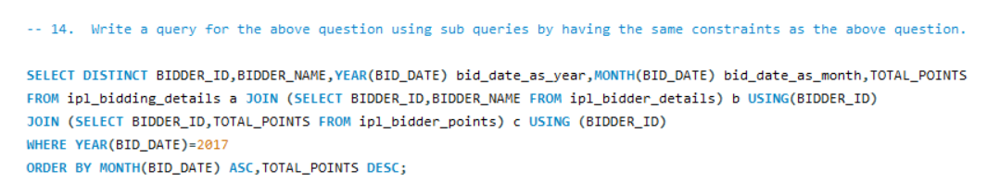 -- 14.  Write a query for the above question using sub queries by having the same constraints as the above question.
SELECT DISTINCT BIDDER_ID,BIDDER_NAME,YEAR(BID_DATE) bid_date_as_year,MONTH(BID_DATE) bid_date_as_month,TOTAL_POINTS
FROM ipl_bidding_details a JOIN (SELECT BIDDER_ID,BIDDER_NAME FROM ipl_bidder_details) b USING(BIDDER_ID)
JOIN (SELECT BIDDER_ID,TOTAL_POINTS FROM ipl_bidder_points) c USING (BIDDER_ID)
WHERE YEAR(BID_DATE)=2017
ORDER BY MONTH(BID_DATE) ASC,TOTAL_POINTS DESC;